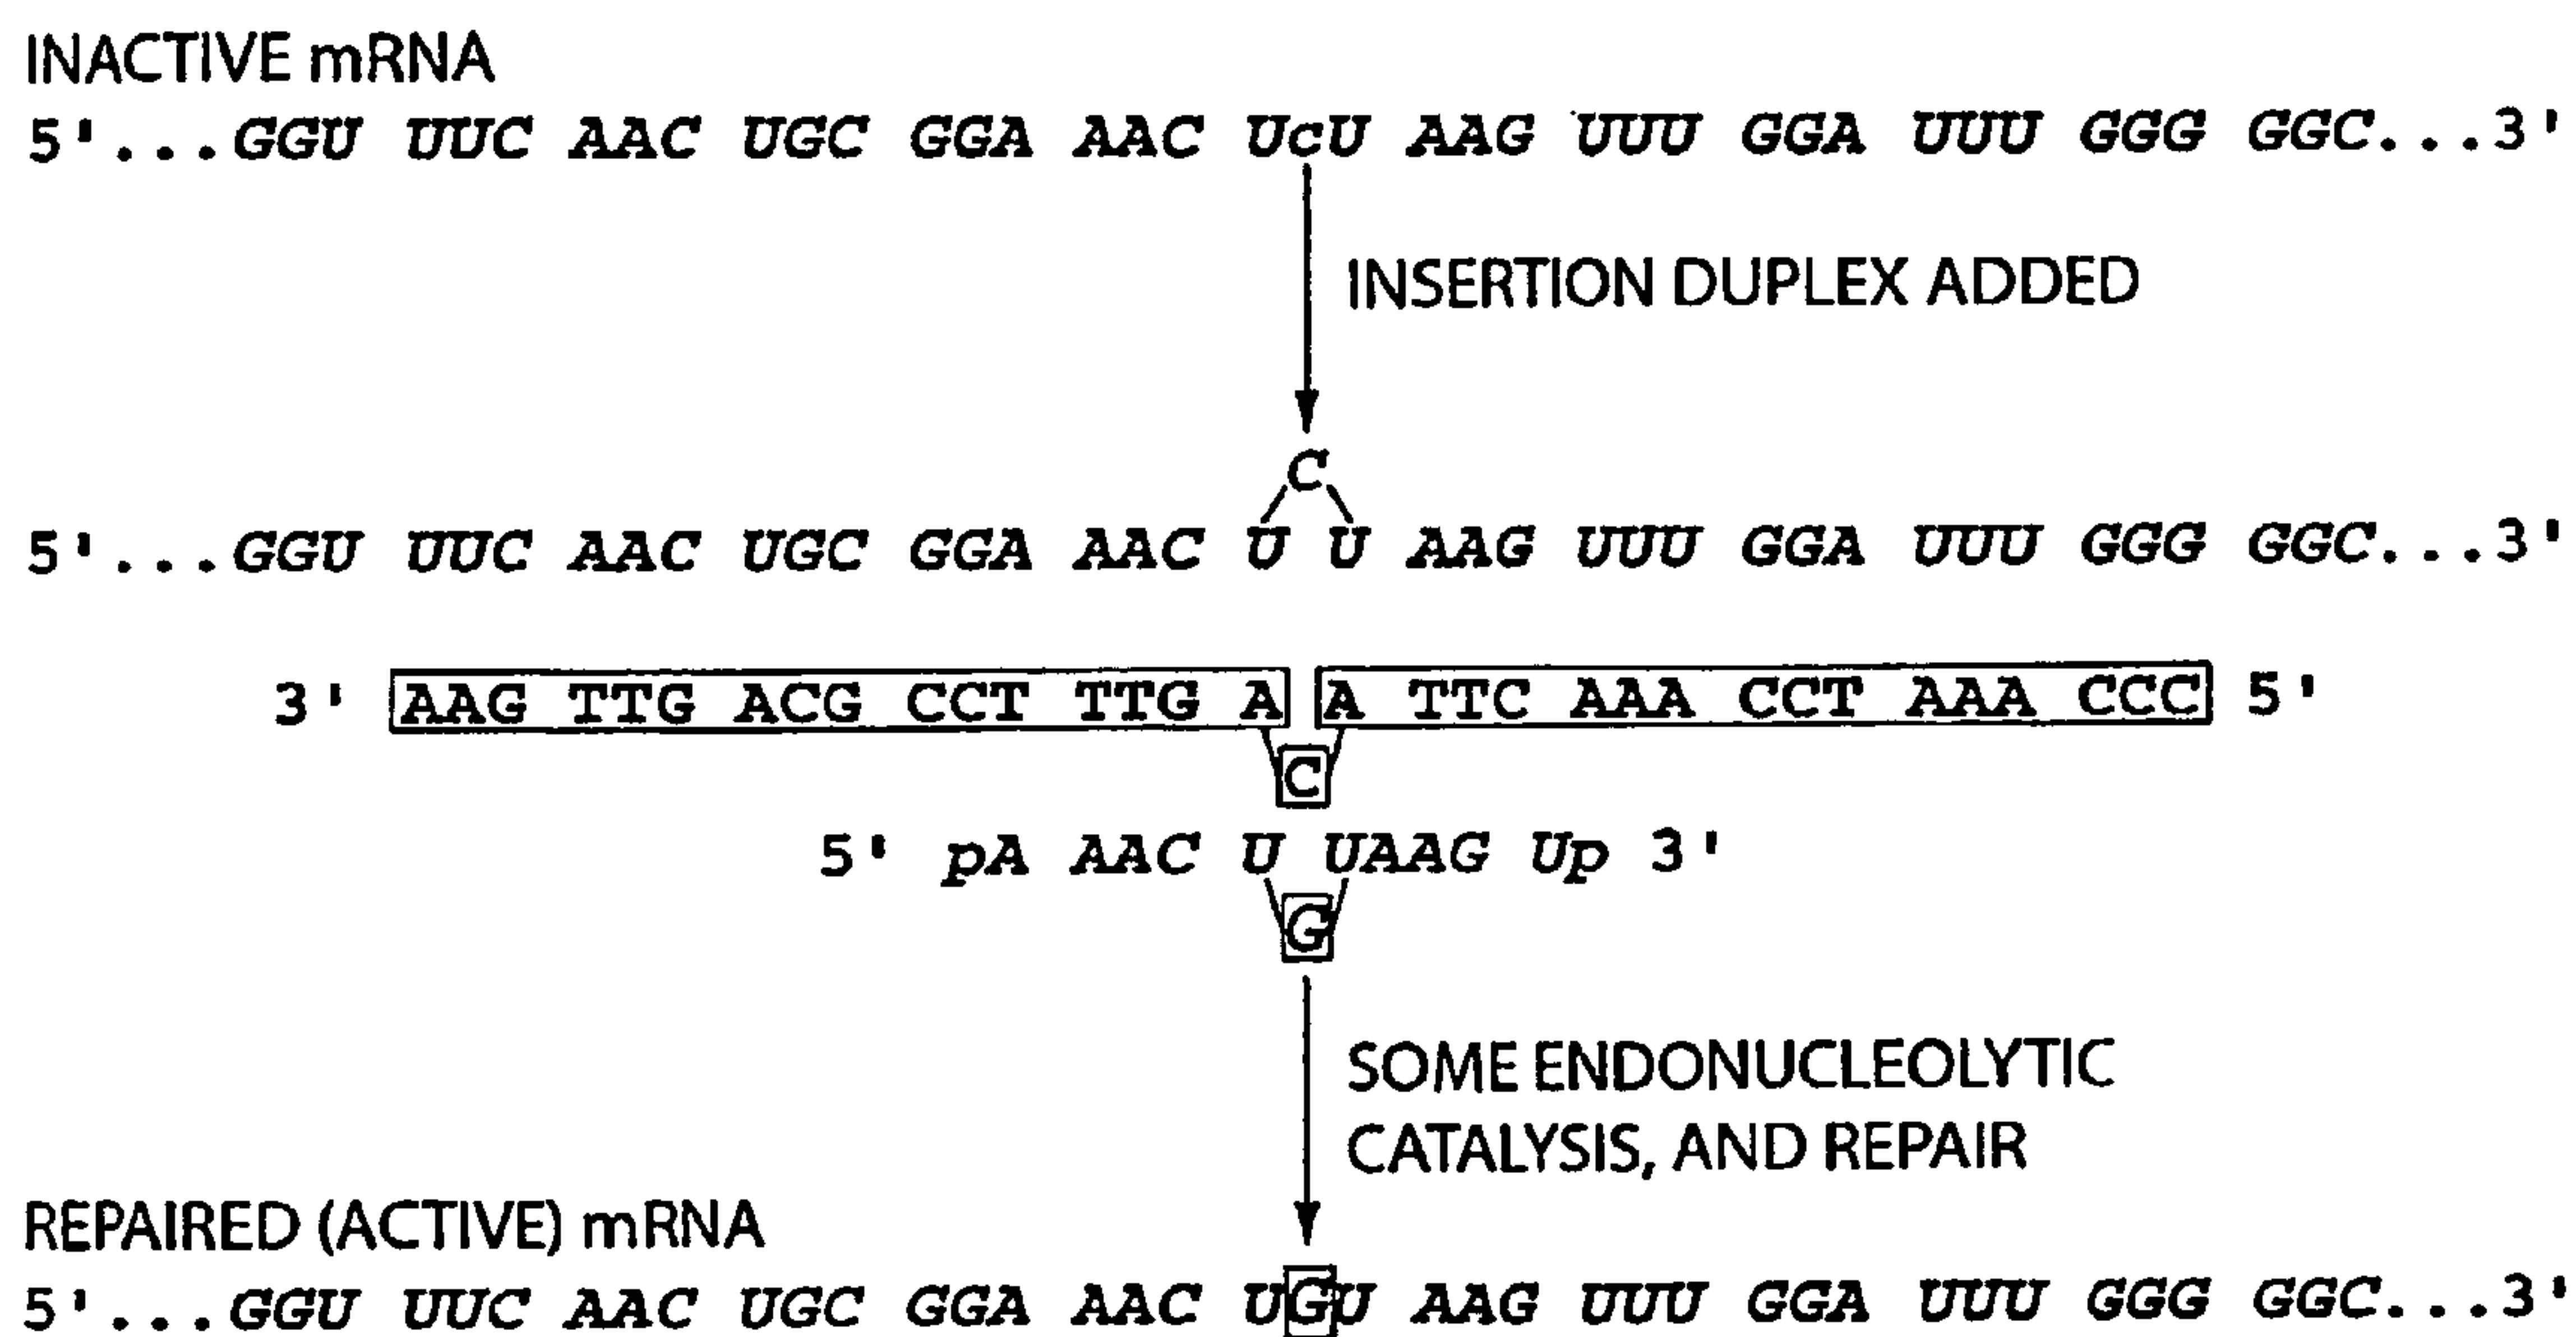 INACTIVE mRNA
5'...GGU UUC AAC UGC GGA AAC UcU AAG UUU GGA UUU GGG GGC...3'
INSERTION DUPLEX ADDED
C
5'...GGU UUC AAC UGC GGA AAC U U AAG UUU GGA UUU GGG GGC...3'
3' AAG TTG ACG CCT TTG A A TTC AAA CCT AAA CCC 5'
C
5' pA AAC U UAAG Up 3'
G
SOME ENDONUCLEOLYTIC
CATALYSIS, AND REPAIR
REPAIRED (ACTIVE) mRNA
5'...GGU UUC AAC UGC GGA AAC UGU AAG UUU GGA UUU GGG GGC...3'